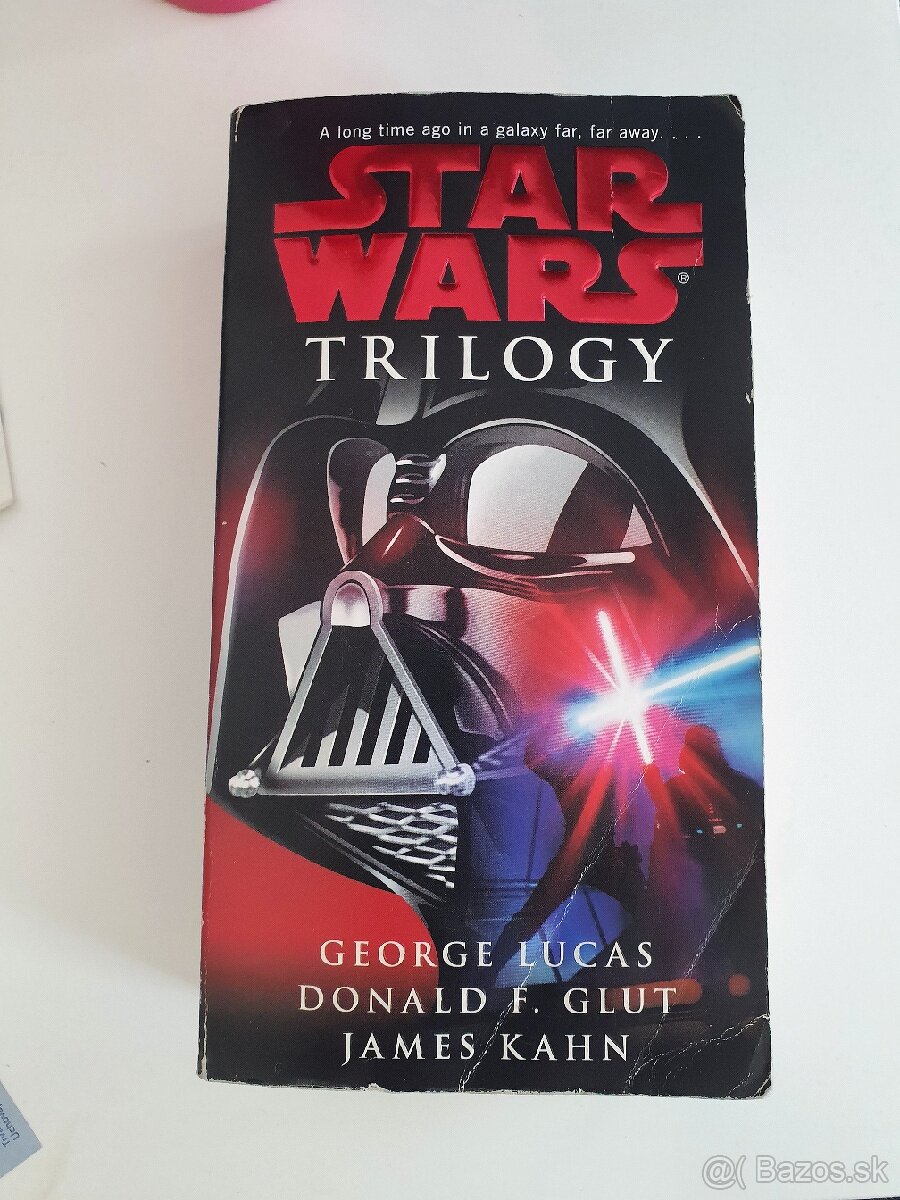 A long time ago in a galaxy far, far away. . . .
STAR
WARS®
TRILOGY
GEORGE LUCAS
DONALD F. GLUT
JAMES KAHN
@( Bazos.sk